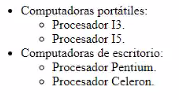 Computadoras portátiles:
Procesador I3.
Procesador I5.
Computadoras de escritorio:
Procesador Pentium.
Procesador Celeron.